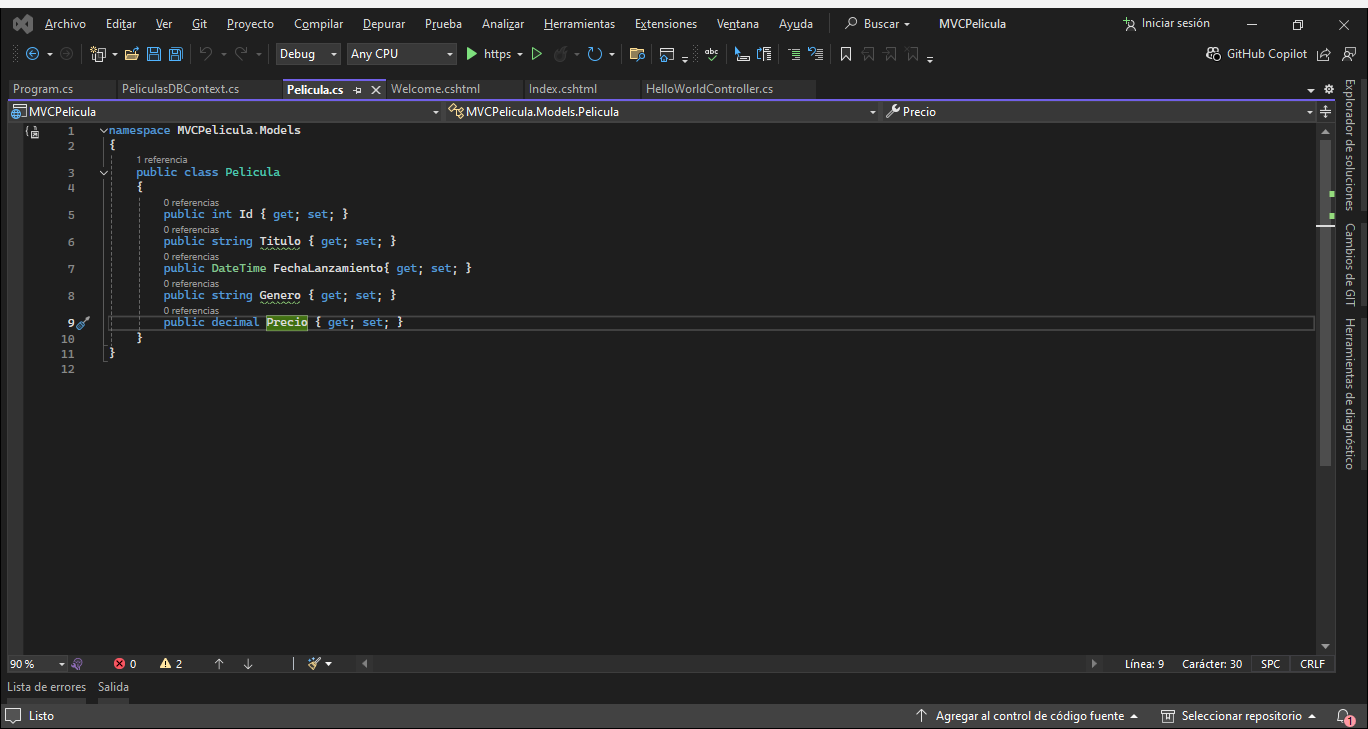 Archivo Editar Ver Git Proyecto Compilar Depurar Prueba Analizar Herramientas Extensiones Ventana Ayuda Buscar MVCPelicula Iniciar sesión
Debug Any CPU https GitHub Copilot
Program.cs PeliculasDBContext.cs Pelicula.cs Welcome.cshtml Index.cshtml HelloWorldController.cs
MVCPelicula MVCPelicula.Models.Pelicula Precio
1 namespace MVCPelicula.Models
2 {
1 referencia
3 public class Pelicula
4 {
0 referencias
5 public int Id { get; set; }
0 referencias
6 public string Titulo { get; set; }
0 referencias
7 public DateTime FechaLanzamiento{ get; set; }
0 referencias
8 public string Genero { get; set; }
0 referencias
9 public decimal Precio { get; set; }
10 }
11 }
12
Explorador de soluciones
Cambios de GIT
Herramientas de diagnóstico
90 % 0 2 Línea: 9 Carácter: 30 SPC CRLF
Lista de errores Salida
Listo Agregar al control de código fuente Seleccionar repositorio 1